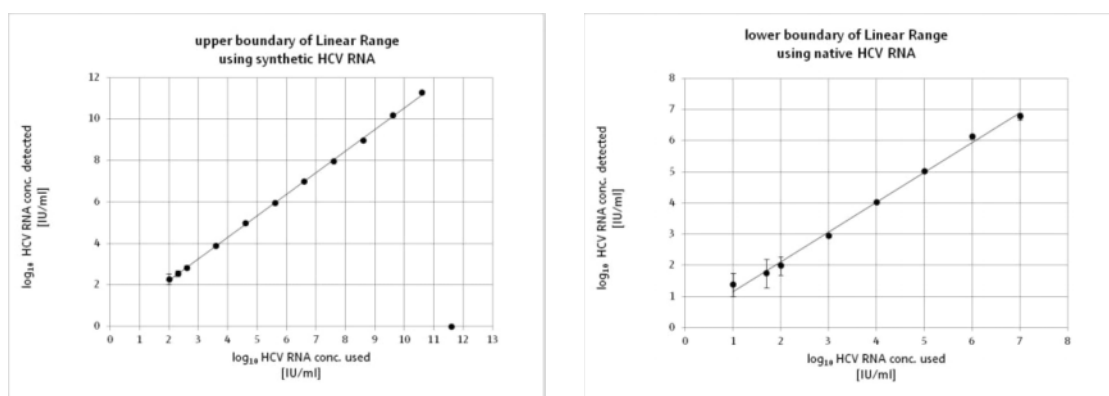 upper boundary of Linear Range
using synthetic HCV RNA
12
10
8
6
4
2
0
0 1 2 3 4 5 6 7 8 9 10 11 12 13
log₁₀ HCV RNA conc. detected
[IU/ml]
log₁₀ HCV RNA conc. used
[IU/ml]
lower boundary of Linear Range
using native HCV RNA
8
7
6
5
4
3
2
1
0
0 1 2 3 4 5 6 7 8
log₁₀ HCV RNA conc. detected
[IU/ml]
log₁₀ HCV RNA conc. used
[IU/ml]